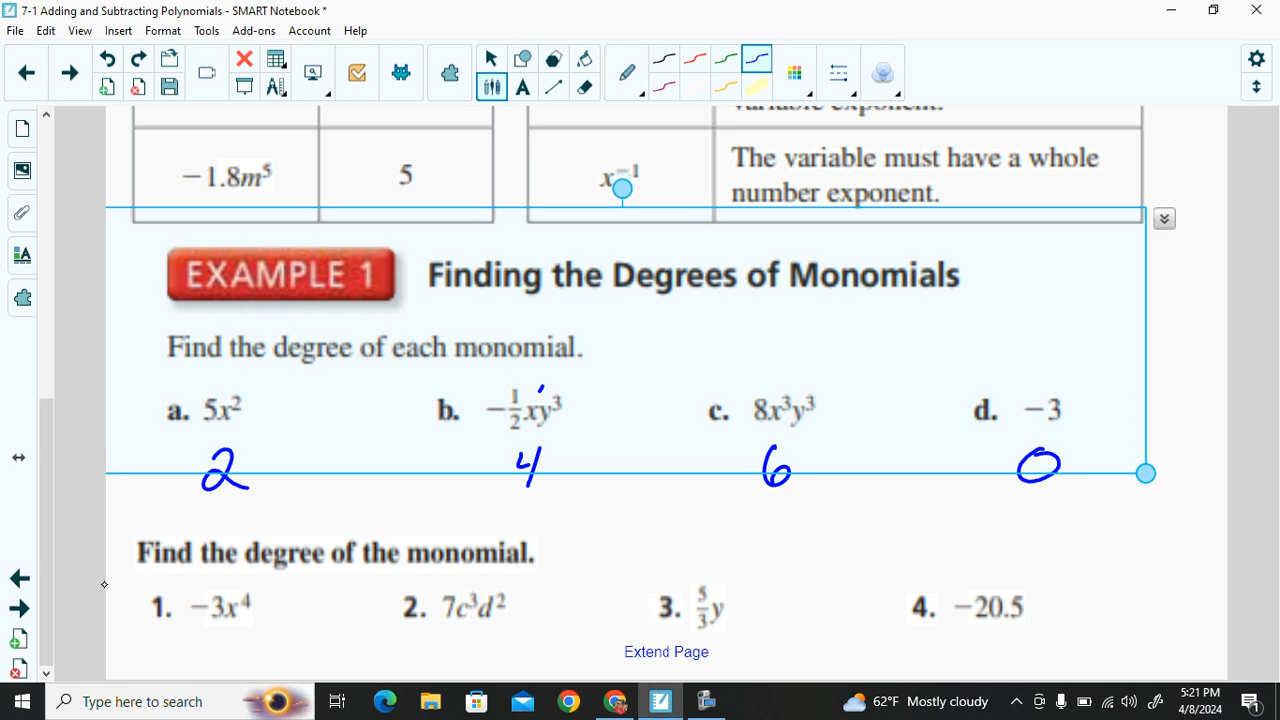 7-1 Adding and Subtracting Polynomials - SMART Notebook *
File Edit View Insert Format Tools Add-ons Account Help
variable exponent.
−1.8m⁵ 5 x⁻¹ The variable must have a whole
number exponent.
EXAMPLE 1 Finding the Degrees of Monomials
Find the degree of each monomial.
a. 5x² b. −1/2xy³ c. 8x³y³ d. −3
2 4 6 0
Find the degree of the monomial.
1. −3x⁴ 2. 7c³d² 3. 5/3y 4. −20.5
Extend Page
Type here to search 62°F Mostly cloudy 5:21 PM
4/8/2024